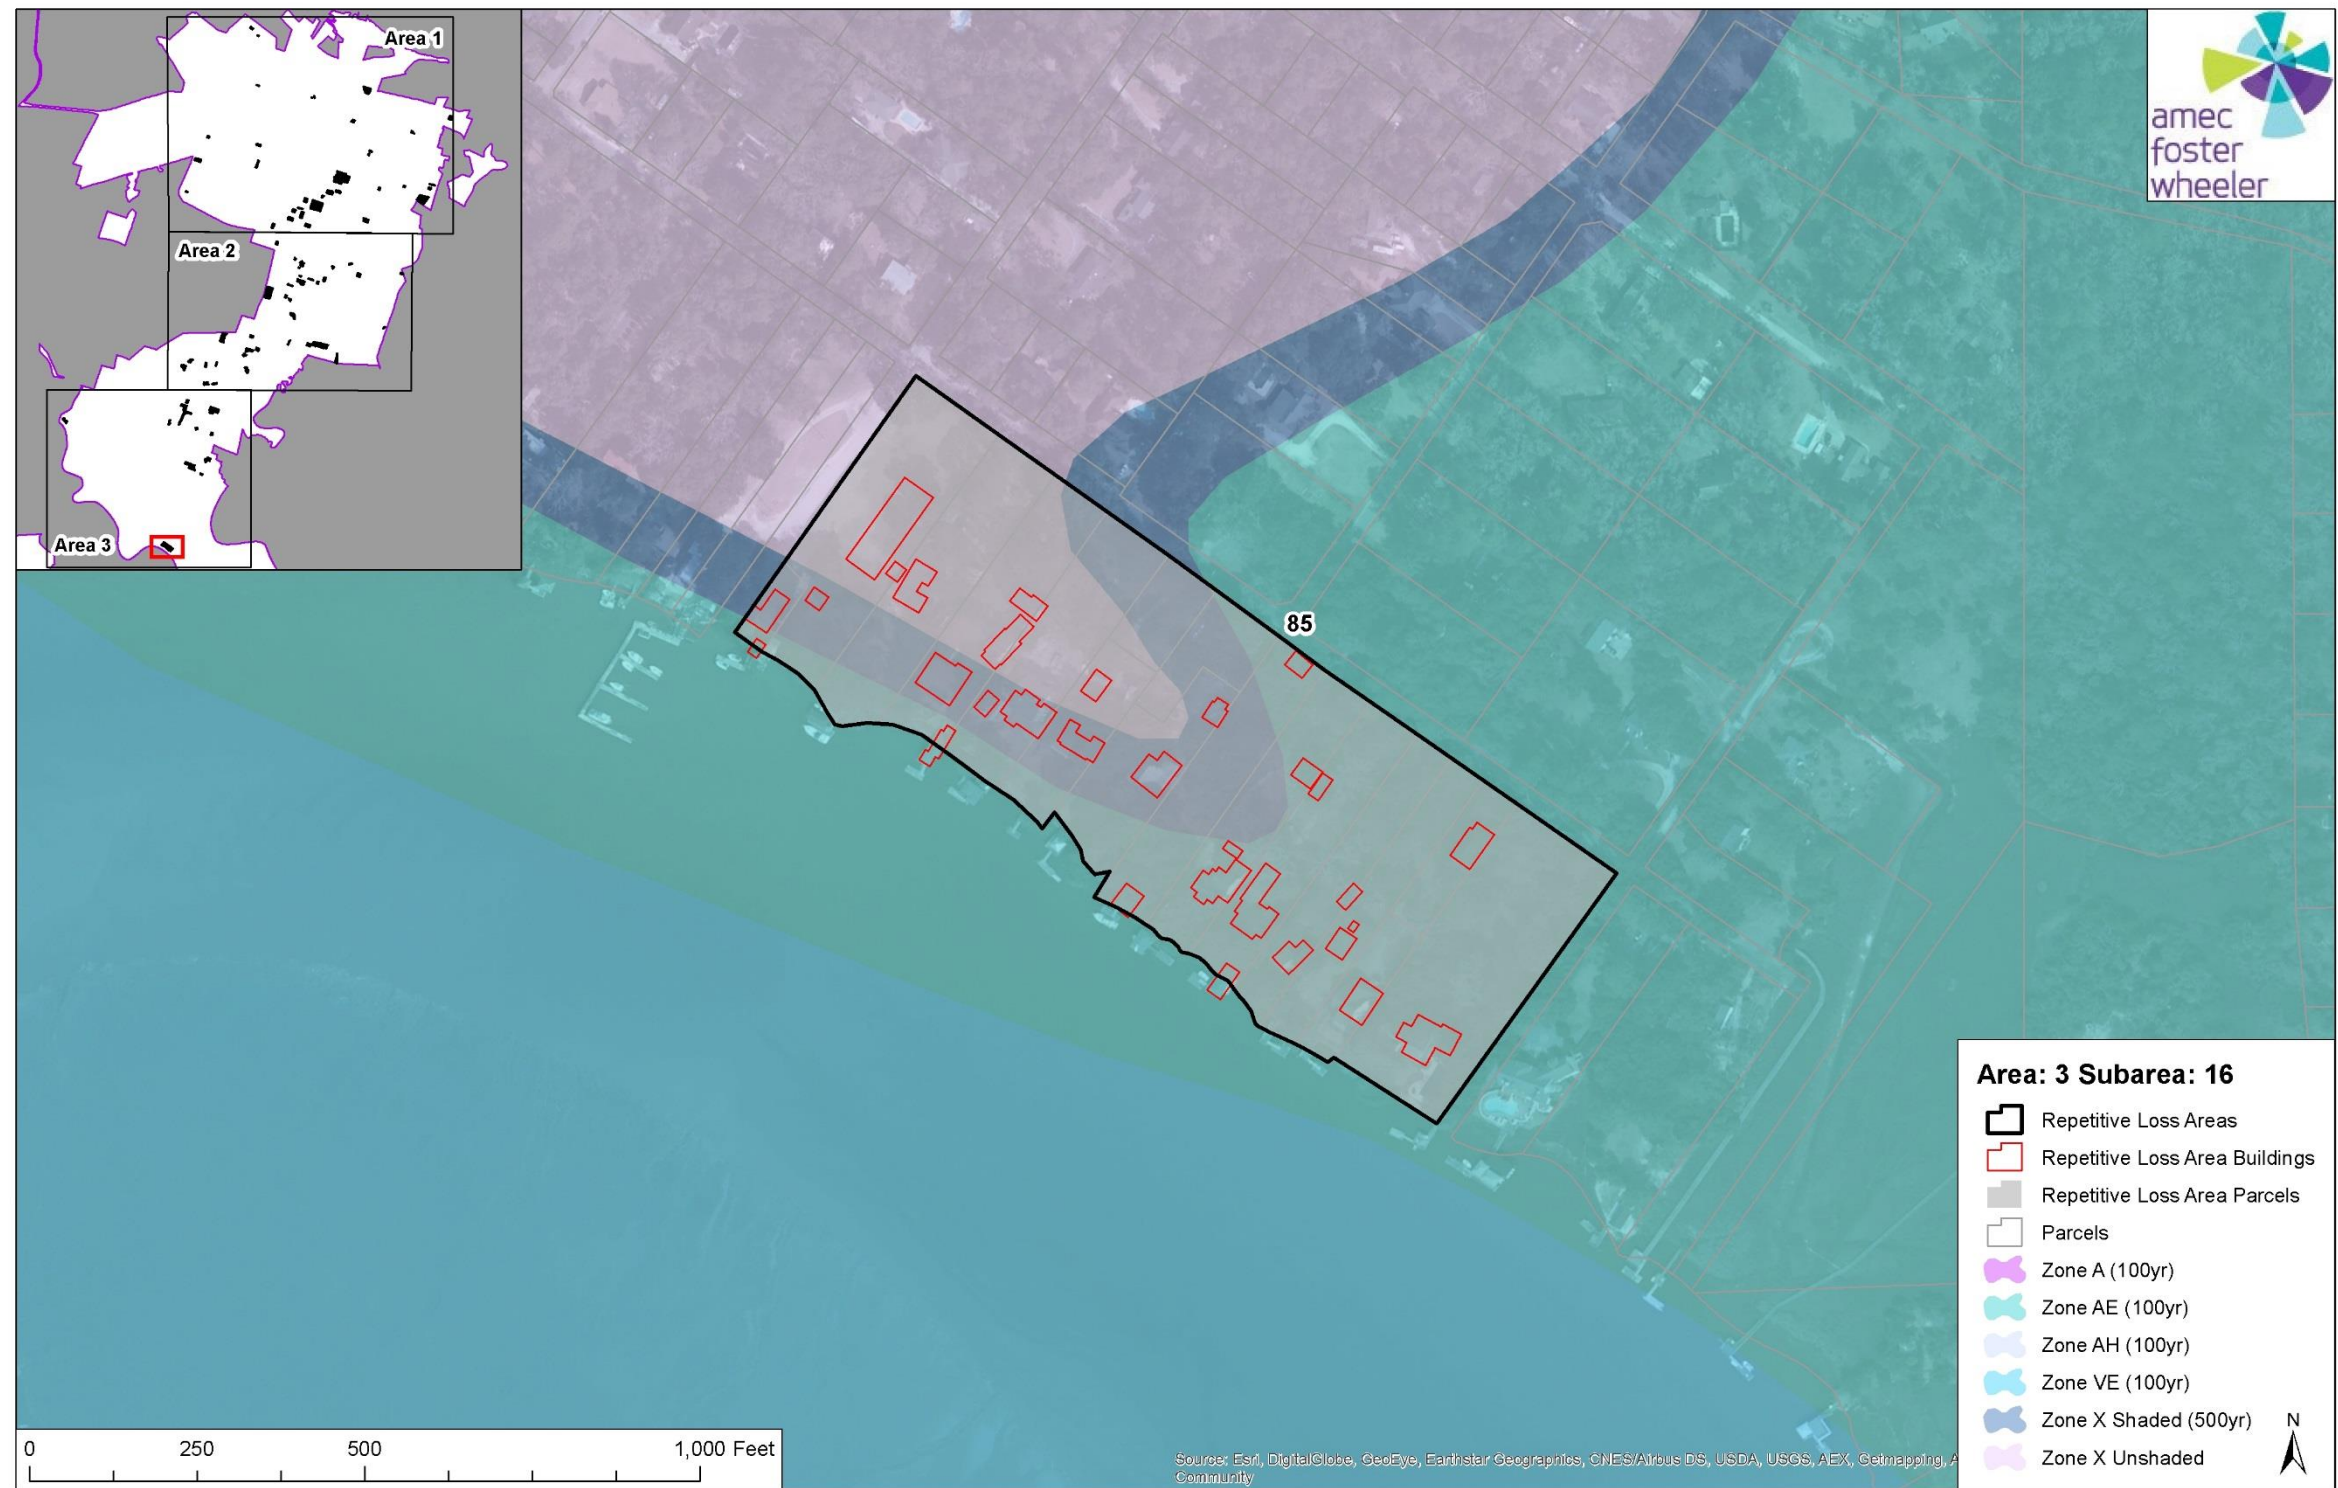 Area 1
Area 2
Area 3
amec
foster
wheeler
85
Area: 3 Subarea: 16
Repetitive Loss Areas
Repetitive Loss Area Buildings
Repetitive Loss Area Parcels
Parcels
Zone A (100yr)
Zone AE (100yr)
Zone AH (100yr)
Zone VE (100yr)
Zone X Shaded (500yr)
Zone X Unshaded
N
0 250 500 1,000 Feet
Source: Esri, DigitalGlobe, GeoEye, Earthstar Geographics, CNES/Airbus DS, USDA, USGS, AEX, Getmapping, A
Community